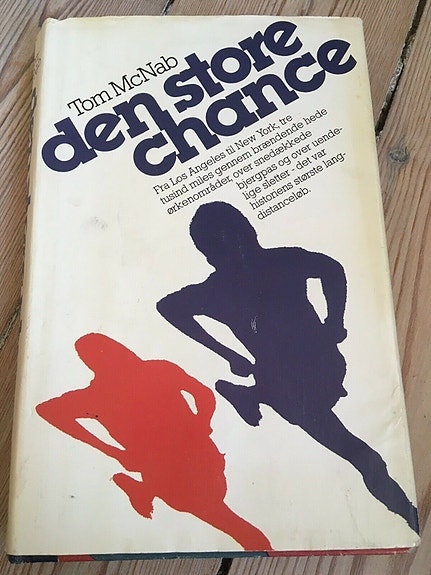 Tom McNab
den store
chance
Fra Los Angeles til New York, tre
tusind miles gennem brændende hede
ørkenområder, over snedækkede
bjergpas og over uende-
lige sletter - det var
historiens største lang-
distanceløb.